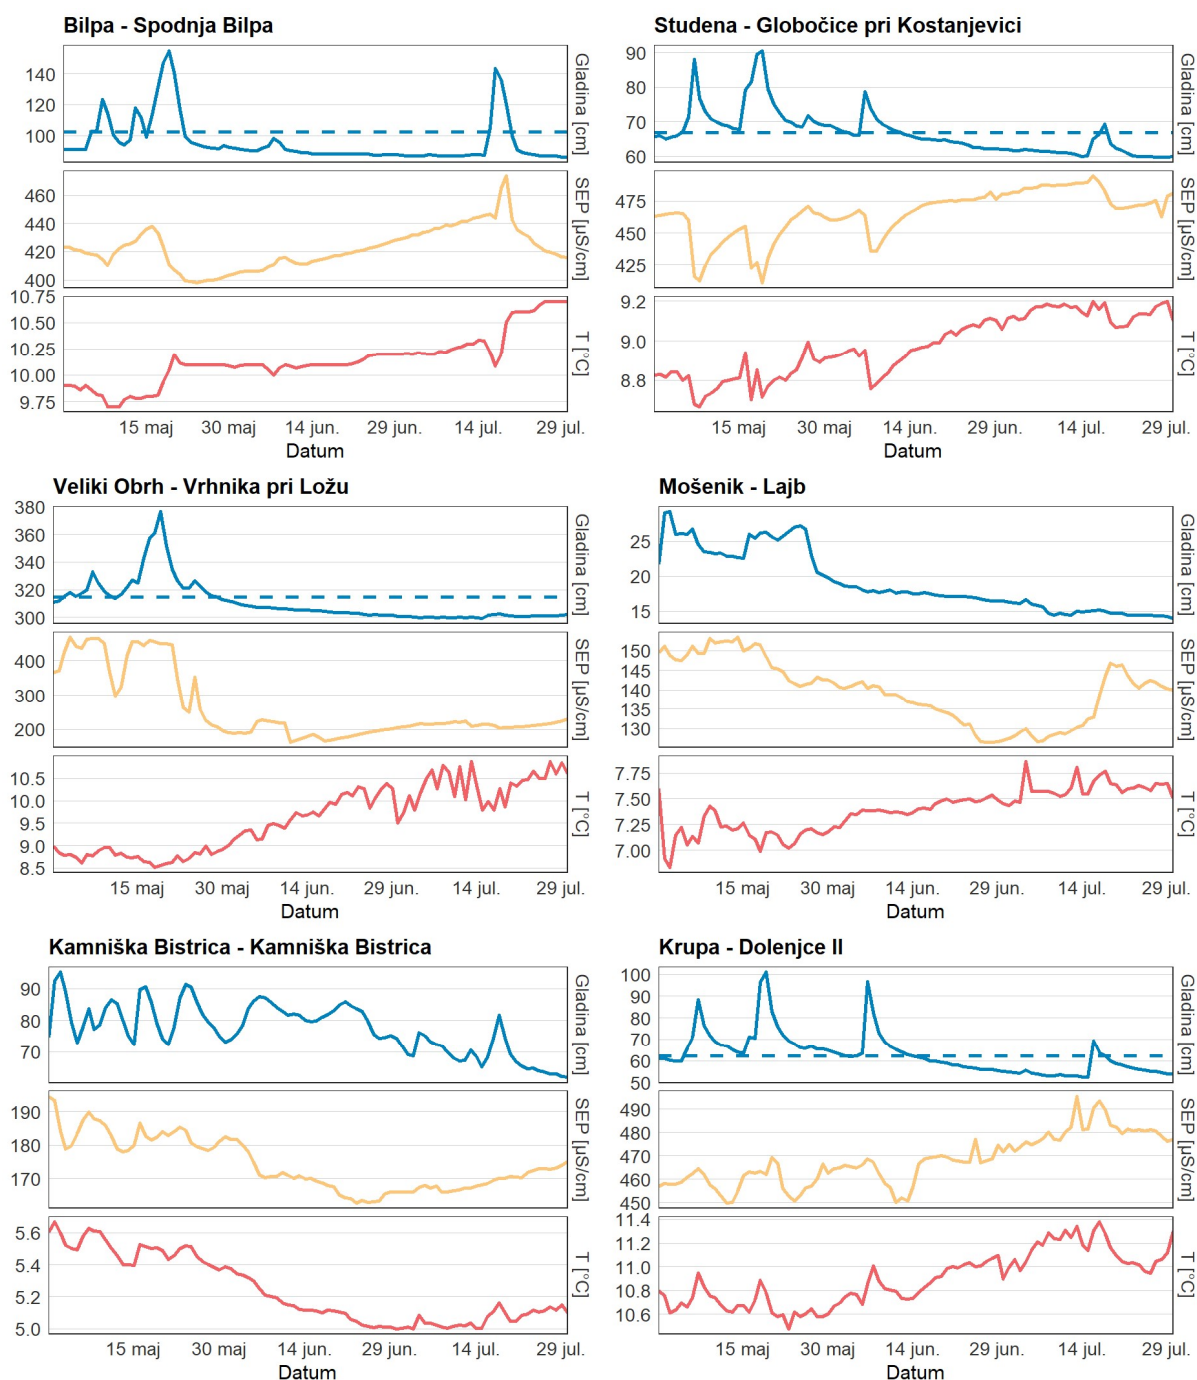 Bilpa - Spodnja Bilpa
140
120
100
Gladina [cm]
460
440
420
400
SEP [µS/cm]
10.75
10.50
10.25
10.00
9.75
T [°C]
15 maj 30 maj 14 jun. 29 jun. 14 jul. 29 jul.
Datum
Studena - Globočice pri Kostanjevici
90
80
70
60
Gladina [cm]
475
450
425
SEP [µS/cm]
9.2
9.0
8.8
T [°C]
15 maj 30 maj 14 jun. 29 jun. 14 jul. 29 jul.
Datum
Veliki Obrh - Vrhnika pri Ložu
380
360
340
320
300
Gladina [cm]
400
300
200
SEP [µS/cm]
10.5
10.0
9.5
9.0
8.5
T [°C]
15 maj 30 maj 14 jun. 29 jun. 14 jul. 29 jul.
Datum
Mošenik - Lajb
25
20
15
Gladina [cm]
150
145
140
135
130
SEP [µS/cm]
7.75
7.50
7.25
7.00
T [°C]
15 maj 30 maj 14 jun. 29 jun. 14 jul. 29 jul.
Datum
Kamniška Bistrica - Kamniška Bistrica
90
80
70
Gladina [cm]
190
180
170
SEP [µS/cm]
5.6
5.4
5.2
5.0
T [°C]
15 maj 30 maj 14 jun. 29 jun. 14 jul. 29 jul.
Datum
Krupa - Dolenjce II
100
90
80
70
60
50
Gladina [cm]
490
480
470
460
450
SEP [µS/cm]
11.4
11.2
11.0
10.8
10.6
T [°C]
15 maj 30 maj 14 jun. 29 jun. 14 jul. 29 jul.
Datum